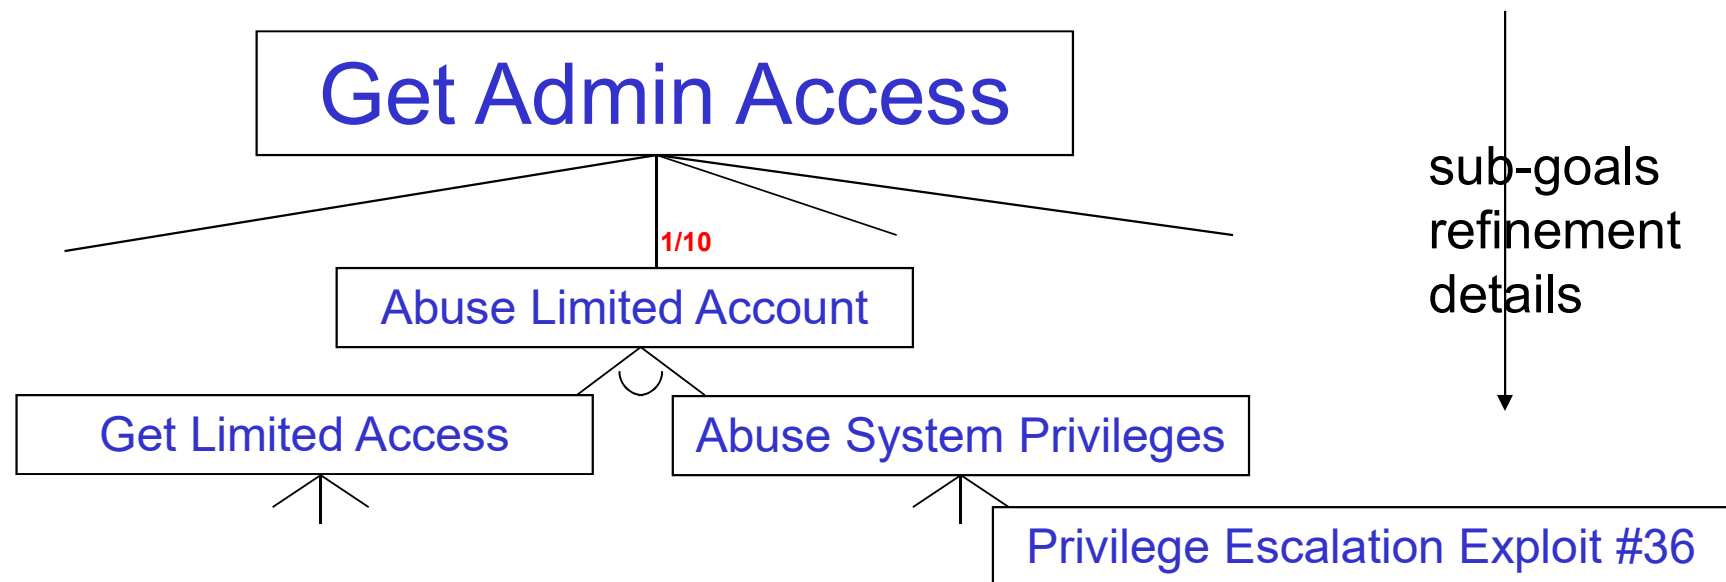 Get Admin Access
sub-goals
refinement
details
1/10
Abuse Limited Account
Get Limited Access
Abuse System Privileges
Privilege Escalation Exploit #36